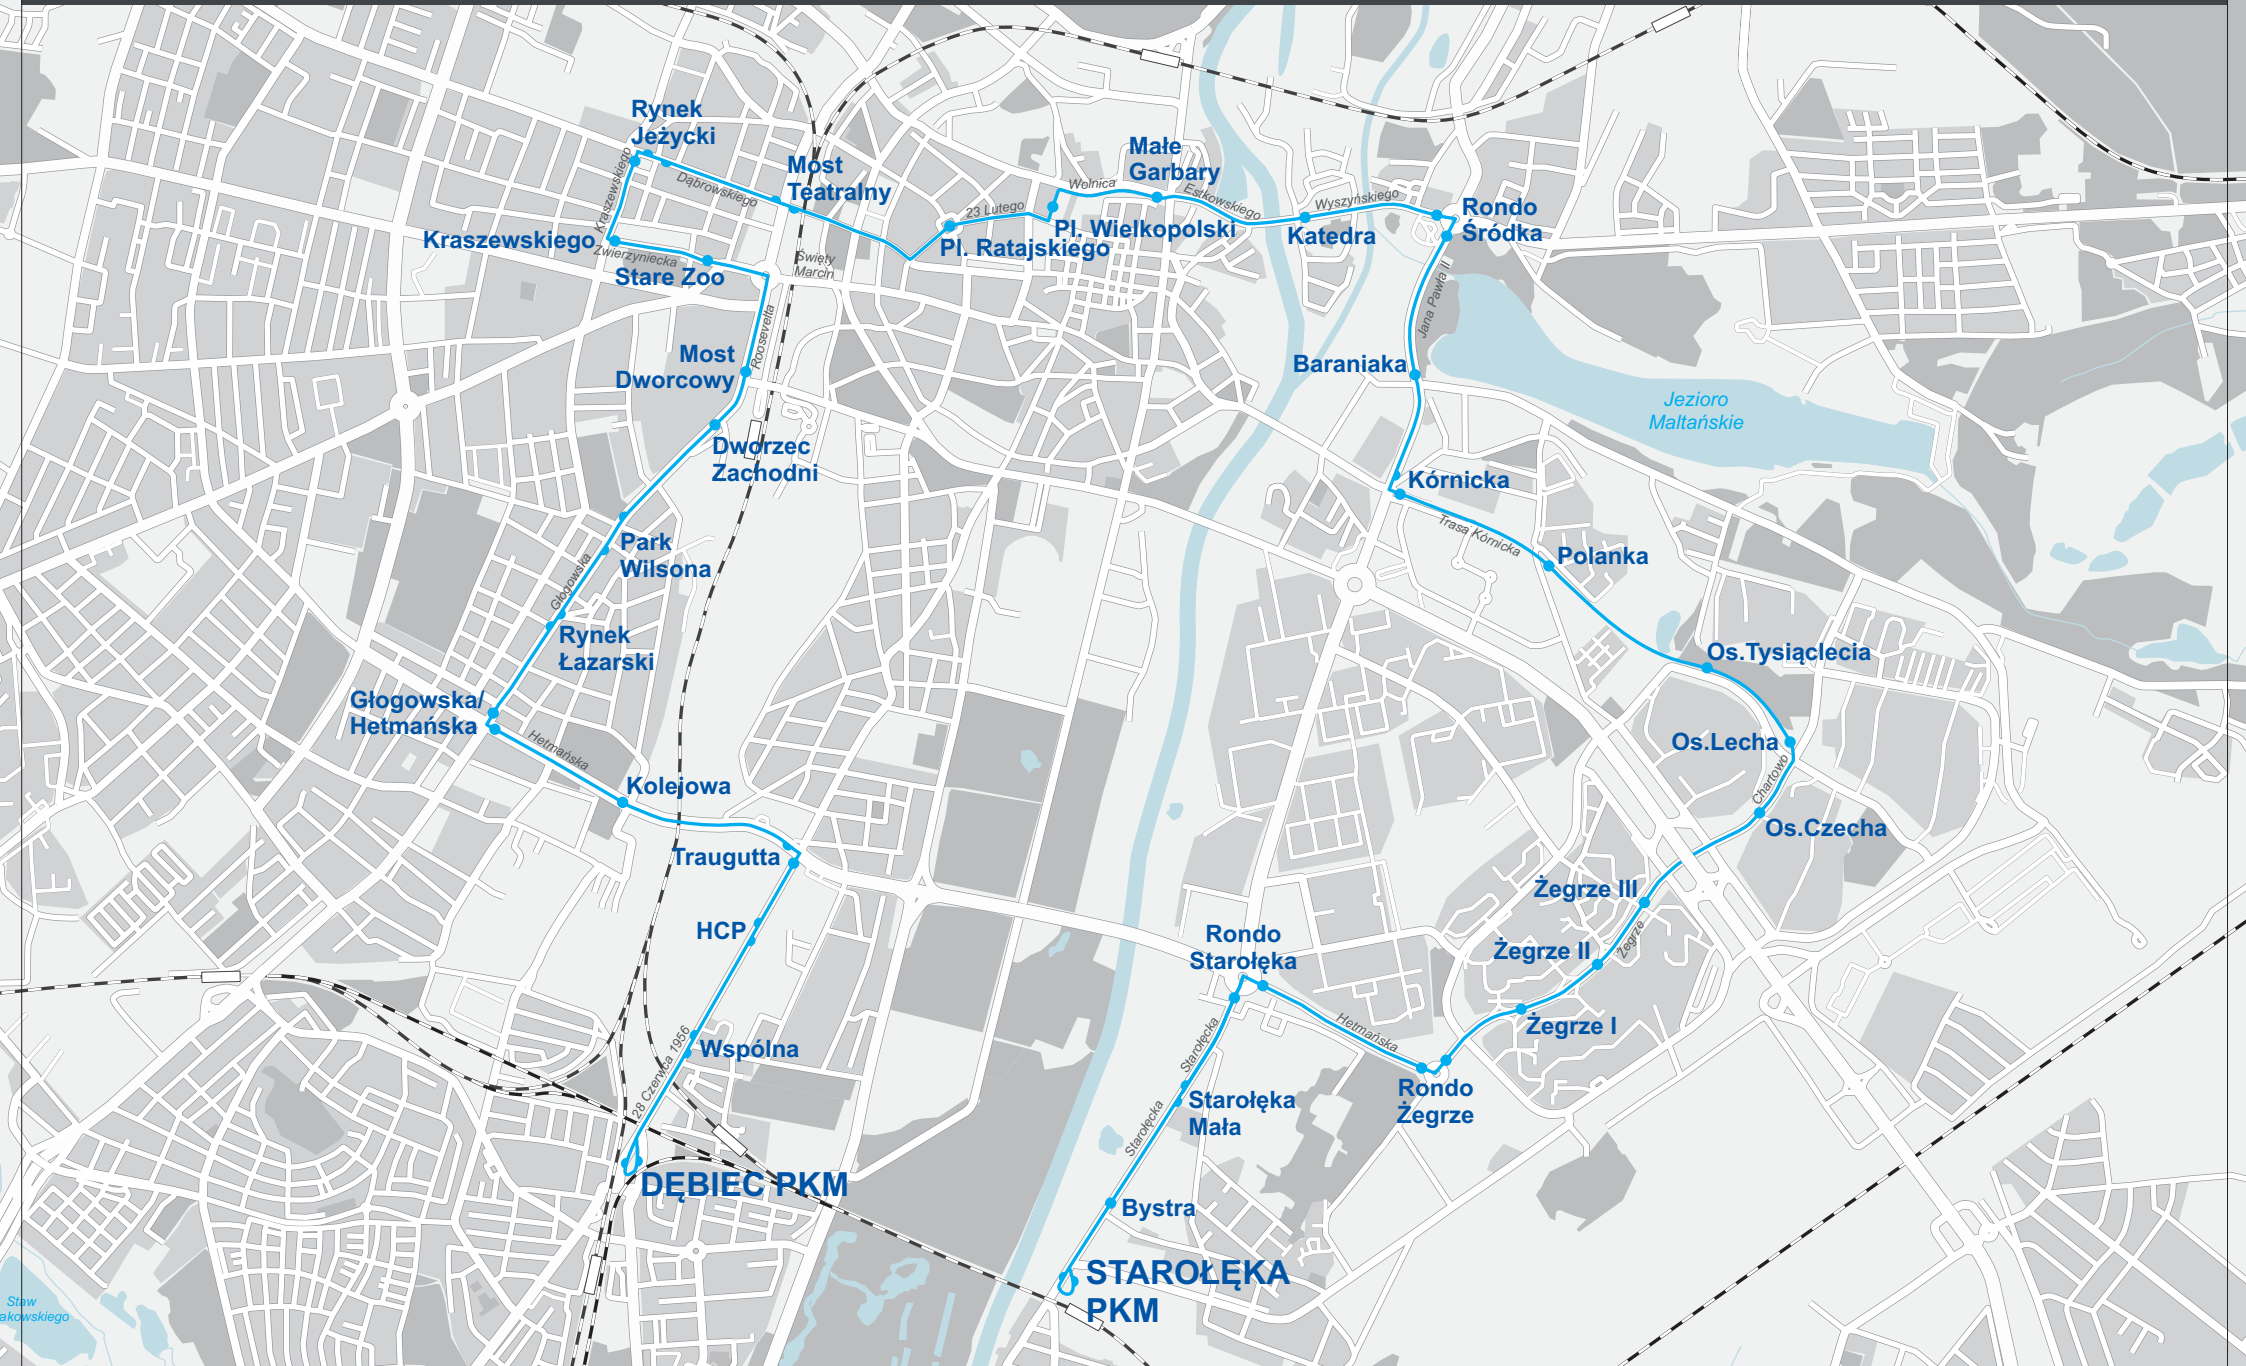 Rynek
Jeżycki
Most
Teatralny
Małe
Garbary
Kraszewskiego
Dąbrowskiego
Wolnica
Estkowskiego
Wyszyńskiego
23 Lutego
Rondo
Śródka
Pl. Wielkopolski
Katedra
Pl. Ratajskiego
Kraszewskiego
Zwierzyniecka
Stare Zoo
Święty
Marcin
Jana Pawła II
Roosevelta
Most
Dworcowy
Baraniaka
Jezioro
Maltańskie
Dworzec
Zachodni
Kórnicka
Trasa Kórnicka
Polanka
Park
Wilsona
Głogowska
Rynek
Łazarski
Os.Tysiąclecia
Głogowska/
Hetmańska
Hetmańska
Os.Lecha
Chartowo
Kolejowa
Os.Czecha
Traugutta
Żegrze III
HCP
Żegrze II
Żegrze
Rondo
Starołęka
Żegrze I
Hetmańska
Starołęcka
Wspólna
28 Czerwca 1956
Rondo
Żegrze
Starołęka
Mała
Starołęcka
DĘBIEC PKM
Bystra
STAROŁĘKA
PKM
Staw
akowskiego